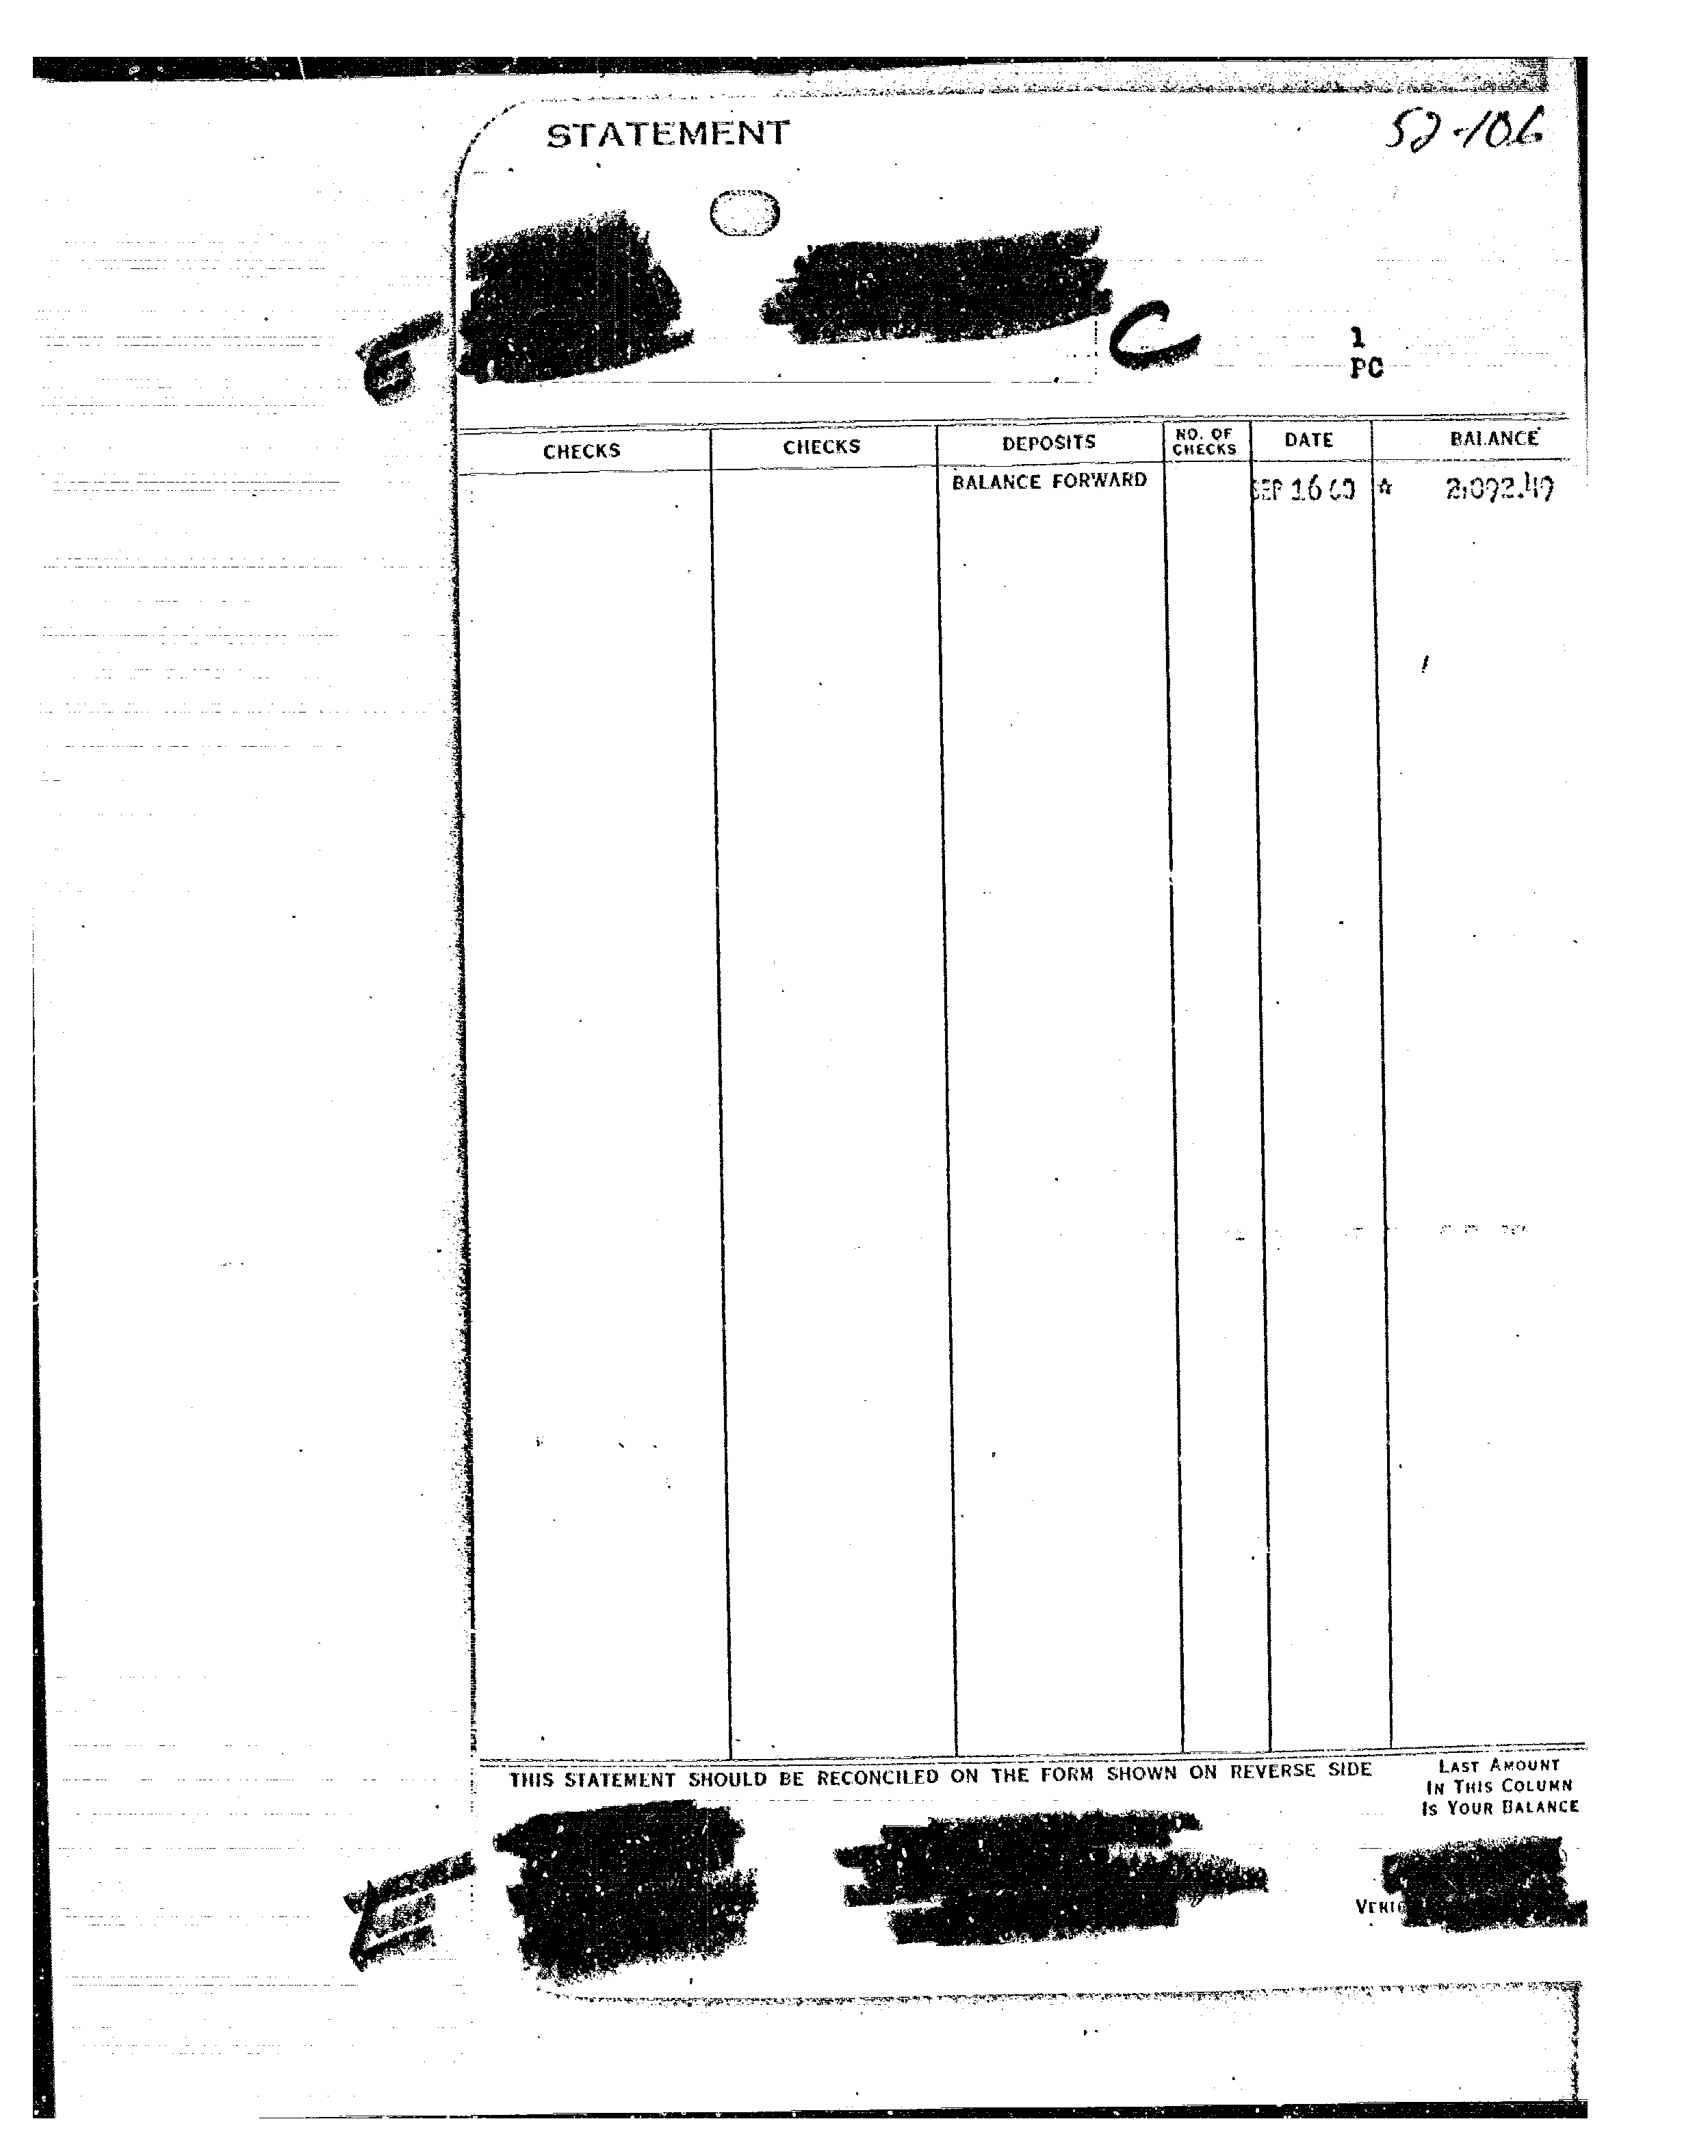 STATEMENT
52-106
C
1
PC
CHECKS CHECKS DEPOSITS NO. OF CHECKS DATE BALANCE
BALANCE FORWARD SEP 16 60 ☆ 2,092.49
THIS STATEMENT SHOULD BE RECONCILED ON THE FORM SHOWN ON REVERSE SIDE
LAST AMOUNT
IN THIS COLUMN
IS YOUR BALANCE